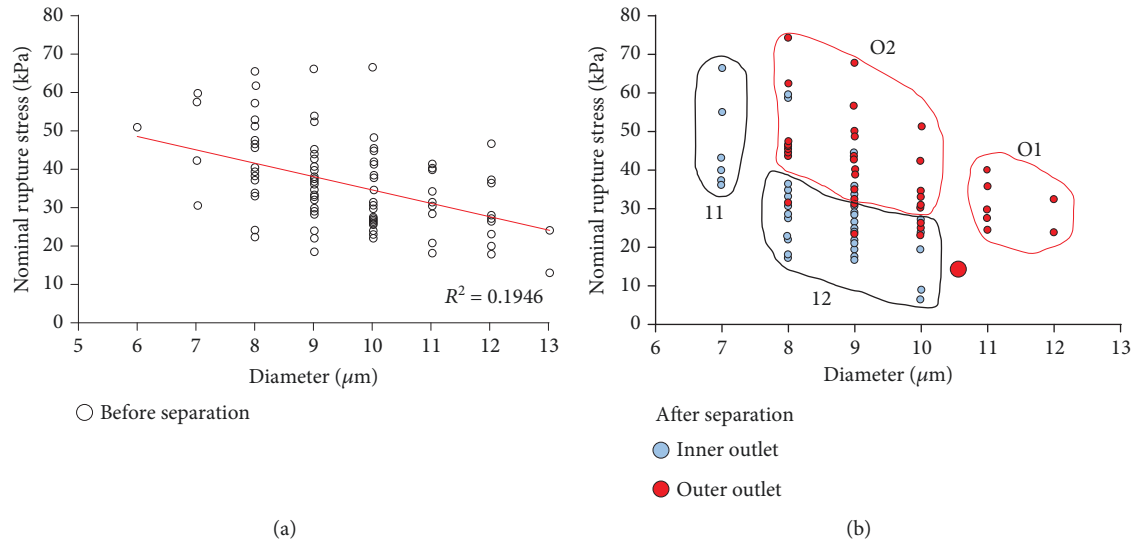 Nominal rupture stress (kPa)
80
70
60
50
40
30
20
10
0
5 6 7 8 9 10 11 12 13
Diameter (μm)
R² = 0.1946
Before separation
(a)
Nominal rupture stress (kPa)
80
70
60
50
40
30
20
10
0
6 7 8 9 10 11 12 13
Diameter (μm)
O2
O1
11
12
After separation
Inner outlet
Outer outlet
(b)